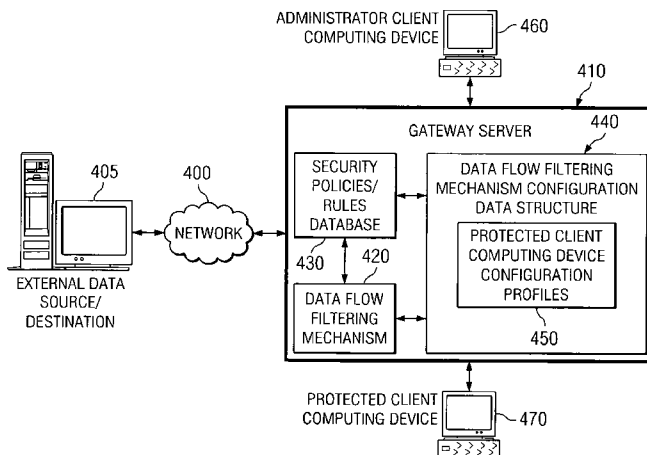 ADMINISTRATOR CLIENT
COMPUTING DEVICE
460
410
GATEWAY SERVER
440
405
400
NETWORK
EXTERNAL DATA
SOURCE/
DESTINATION
SECURITY
POLICIES/
RULES
DATABASE
430
420
DATA FLOW
FILTERING
MECHANISM
DATA FLOW FILTERING
MECHANISM CONFIGURATION
DATA STRUCTURE
PROTECTED CLIENT
COMPUTING DEVICE
CONFIGURATION
PROFILES
450
PROTECTED CLIENT
COMPUTING DEVICE
470